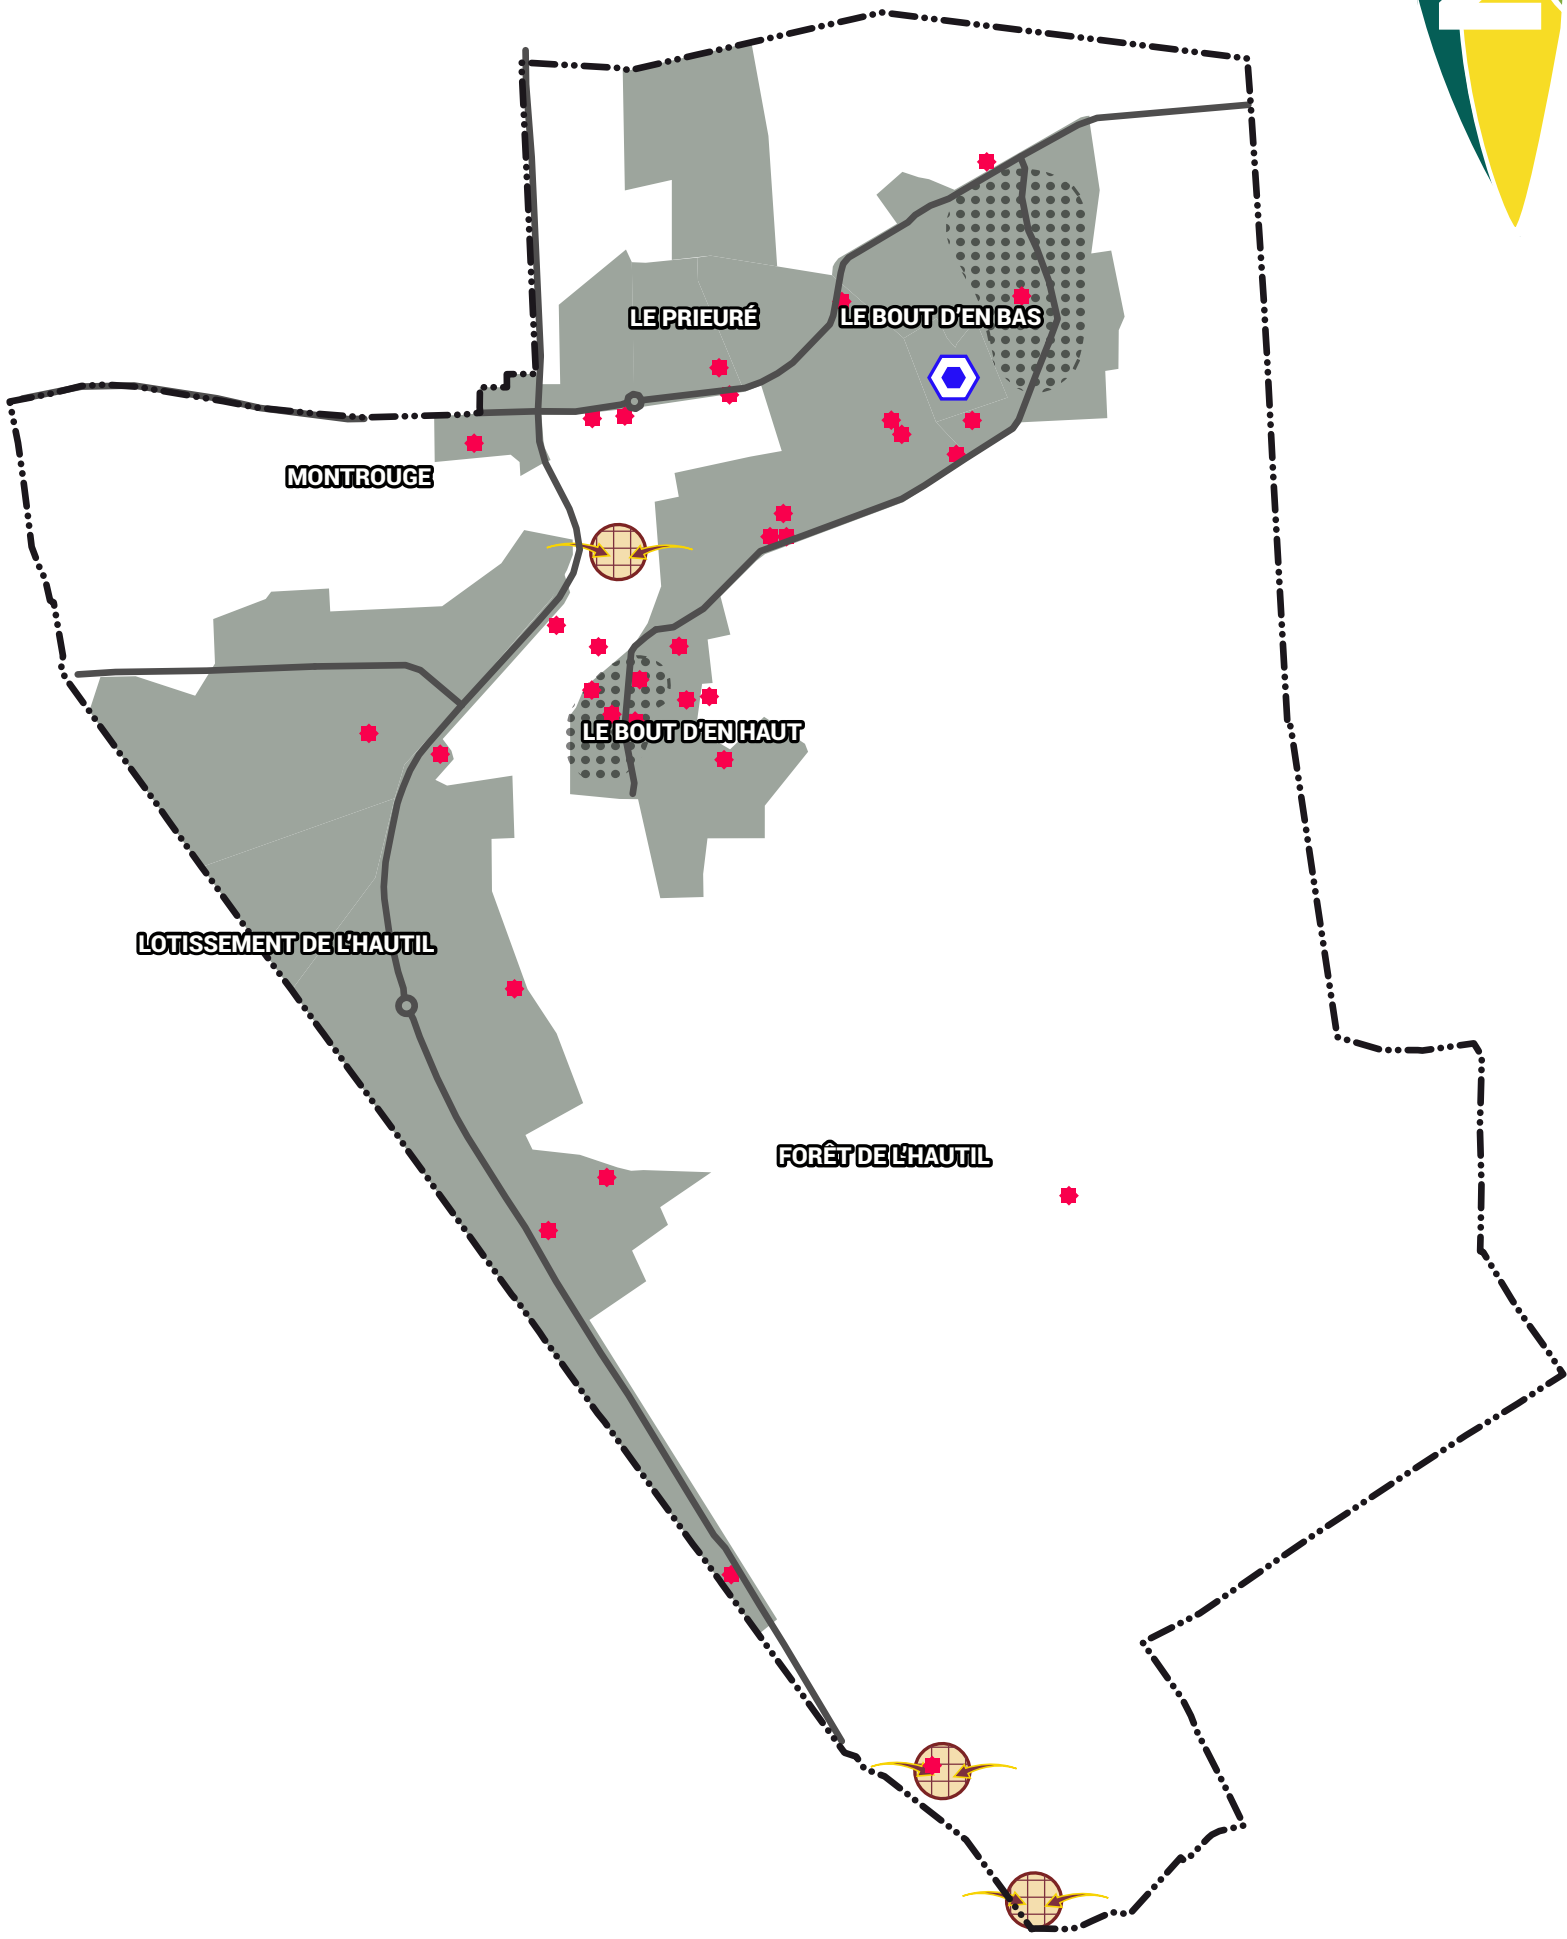 LE PRIEURÉ
LE BOUT D'EN BAS
MONTROUGE
LE BOUT D'EN HAUT
LOTISSEMENT DE L'HAUTIL
FORÊT DE L'HAUTIL